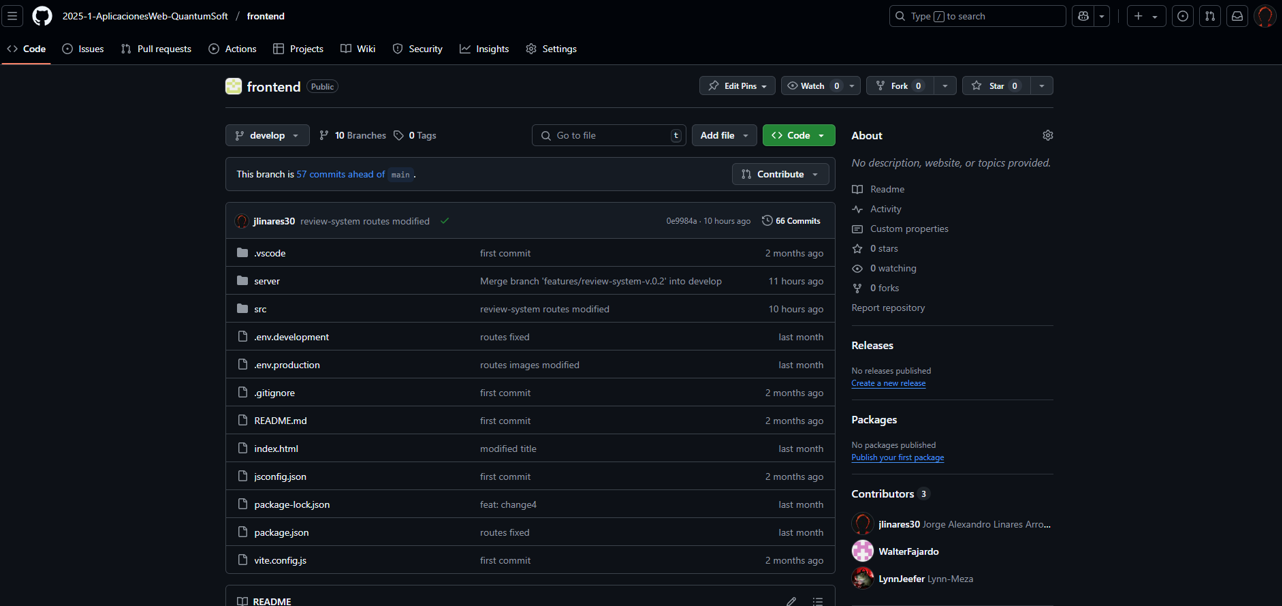 2025-1-AplicacionesWeb-QuantumSoft / frontend
Type / to search
Code Issues Pull requests Actions Projects Wiki Security Insights Settings
frontend Public
Edit Pins Watch 0 Fork 0 Star 0
develop 10 Branches 0 Tags
Go to file t Add file Code
This branch is 57 commits ahead of main .
Contribute
jlinares30 review-system routes modified 0e9984a · 10 hours ago 66 Commits
.vscode first commit 2 months ago
server Merge branch 'features/review-system-v.0.2' into develop 11 hours ago
src review-system routes modified 10 hours ago
.env.development routes fixed last month
.env.production routes images modified last month
.gitignore first commit 2 months ago
README.md first commit 2 months ago
index.html modified title last month
jsconfig.json first commit 2 months ago
package-lock.json feat: change4 last month
package.json routes fixed last month
vite.config.js first commit 2 months ago
README
About
No description, website, or topics provided.
Readme
Activity
Custom properties
0 stars
0 watching
0 forks
Report repository
Releases
No releases published
Create a new release
Packages
No packages published
Publish your first package
Contributors 3
jlinares30 Jorge Alexandro Linares Arro...
WalterFajardo
LynnJeefer Lynn-Meza